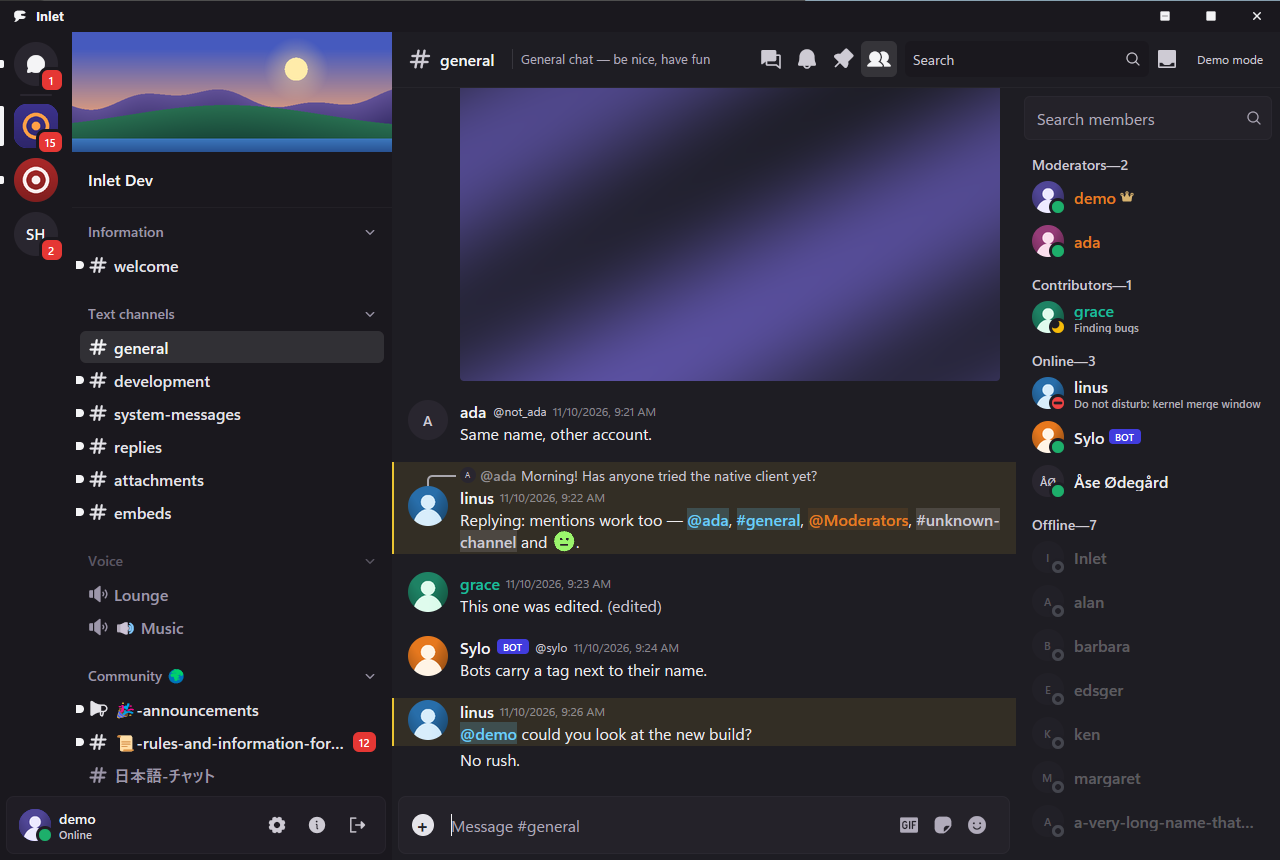 Inlet
1
15
SH
2
Inlet Dev
Information
# welcome
Text channels
# general
# development
# system-messages
# replies
# attachments
# embeds
Voice
Lounge
Music
Community 🌍
🎉-announcements
# 📜-rules-and-information-for... 12
# 日本語-チャット
demo
Online
# general
General chat — be nice, have fun
Search
Demo mode
A
ada @not_ada 11/10/2026, 9:21 AM
Same name, other account.
A @ada Morning! Has anyone tried the native client yet?
linus 11/10/2026, 9:22 AM
Replying: mentions work too — @ada, #general, @Moderators, #unknown-
channel and 😐.
grace 11/10/2026, 9:23 AM
This one was edited. (edited)
Sylo BOT @sylo 11/10/2026, 9:24 AM
Bots carry a tag next to their name.
linus 11/10/2026, 9:26 AM
@demo could you look at the new build?
No rush.
Message #general
GIF
Search members
Moderators—2
demo
ada
Contributors—1
grace
Finding bugs
Online—3
linus
Do not disturb: kernel merge window
Sylo BOT
ÅØ
Åse Ødegård
Offline—7
I Inlet
A alan
B barbara
E edsger
K ken
M margaret
A a-very-long-name-that...